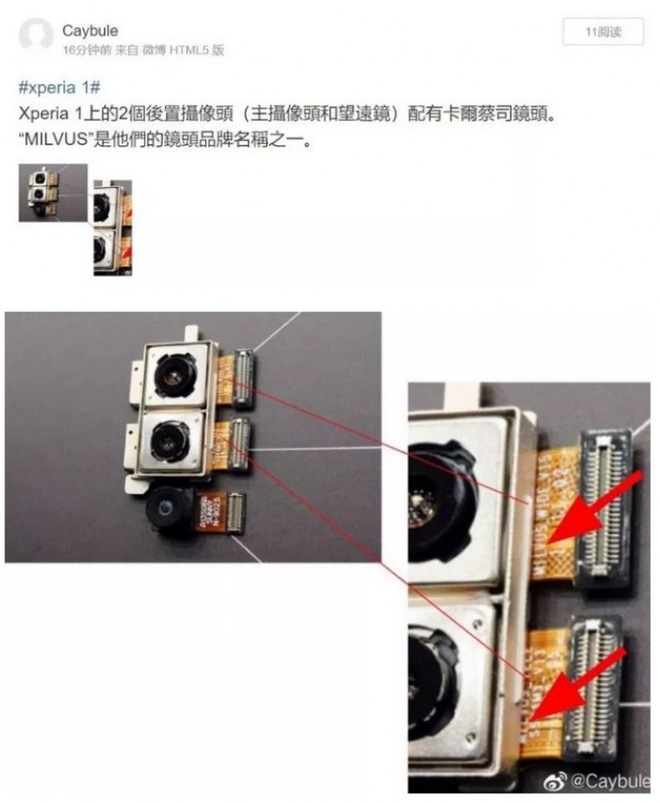 Caybule
11阅读
16分钟前 来自 微博 HTML5 版
#xperia 1#
Xperia 1上的2個後置攝像頭（主攝像頭和望遠鏡）配有卡爾蔡司鏡頭。
“MILVUS”是他們的鏡頭品牌名稱之一。
SUNNY
MILVUS WIDE
@Caybule